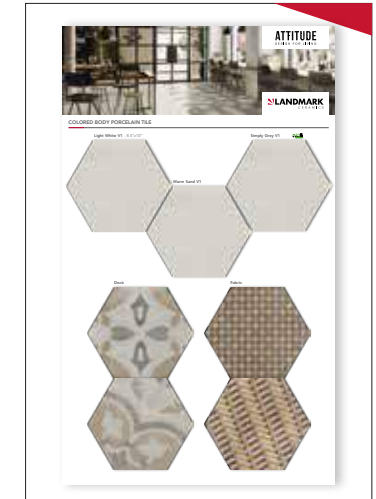 ATTITUDE
DESIGN FOR LIVING
LANDMARK
CERAMICS
COLORED BODY PORCELAIN TILE
Light White V1
Simply Grey V1
Warm Sand V1
Deck
Fabric